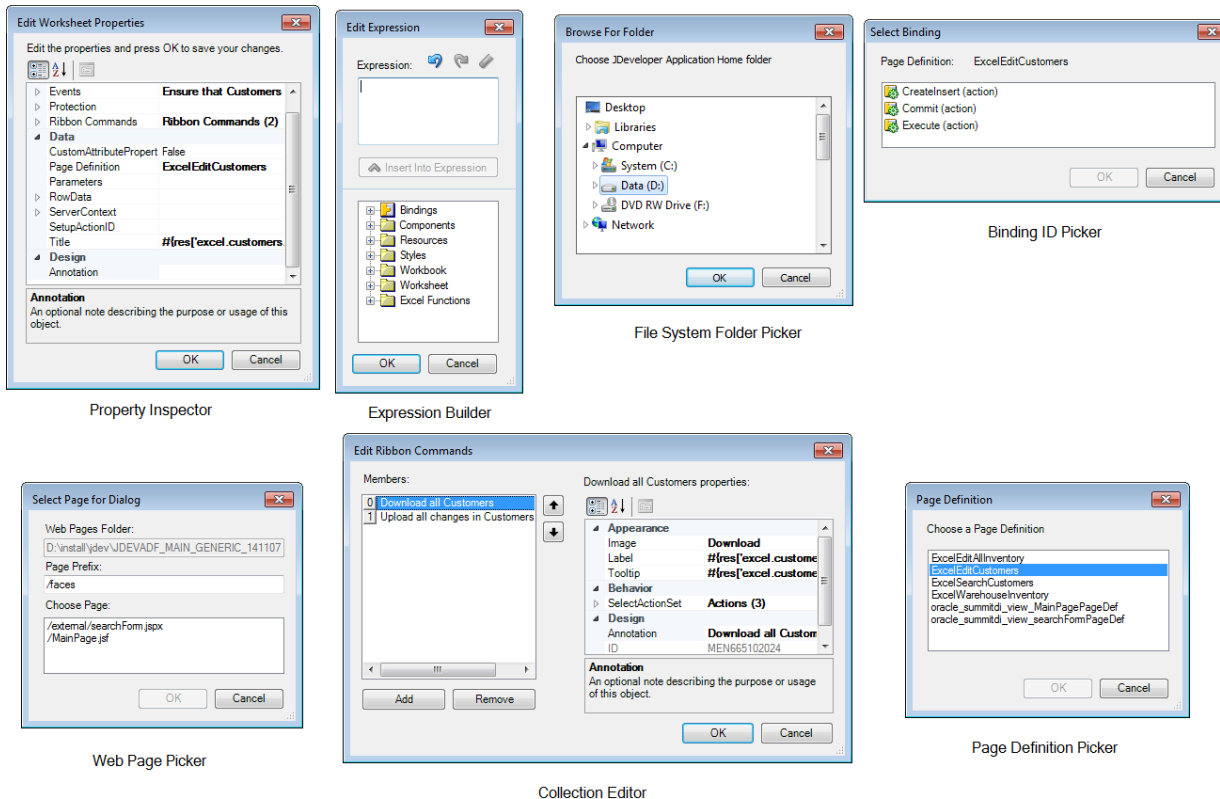 Edit Worksheet Properties
Edit the properties and press OK to save your changes.
Events Ensure that Customers
Protection
Ribbon Commands Ribbon Commands (2)
Data
CustomAttributePropert False
Page Definition ExcelEditCustomers
Parameters
RowData
ServerContext
SetupActionID
Title #{res['excel.customers.
Design
Annotation
Annotation
An optional note describing the purpose or usage of this
object.
OK Cancel
Property Inspector
Edit Expression
Expression:
Insert Into Expression
Bindings
Components
Resources
Styles
Workbook
Worksheet
Excel Functions
OK Cancel
Expression Builder
Browse For Folder
Choose JDeveloper Application Home folder
Desktop
Libraries
Computer
System (C:)
Data (D:)
DVD RW Drive (F:)
Network
OK Cancel
File System Folder Picker
Select Binding
Page Definition: ExcelEditCustomers
CreateInsert (action)
Commit (action)
Execute (action)
OK Cancel
Binding ID Picker
Select Page for Dialog
Web Pages Folder:
D:\install\jdev\JDEVADF_MAIN_GENERIC_141107
Page Prefix:
/faces
Choose Page:
/external/searchForm.jspx
/MainPage.jsf
OK Cancel
Web Page Picker
Edit Ribbon Commands
Members:
0 Download all Customers
1 Upload all changes in Customers
Add Remove
Download all Customers properties:
Appearance
Image Download
Label #{res['excel.custome
Tooltip #{res['excel.custome
Behavior
SelectActionSet Actions (3)
Design
Annotation Download all Custom
ID MEN665102024
Annotation
An optional note describing the purpose or usage
of this object.
OK Cancel
Collection Editor
Page Definition
Choose a Page Definition
ExcelEditAllInventory
ExcelEditCustomers
ExcelSearchCustomers
ExcelWarehouseInventory
oracle_summitdi_view_MainPagePageDef
oracle_summitdi_view_searchFormPageDef
OK Cancel
Page Definition Picker